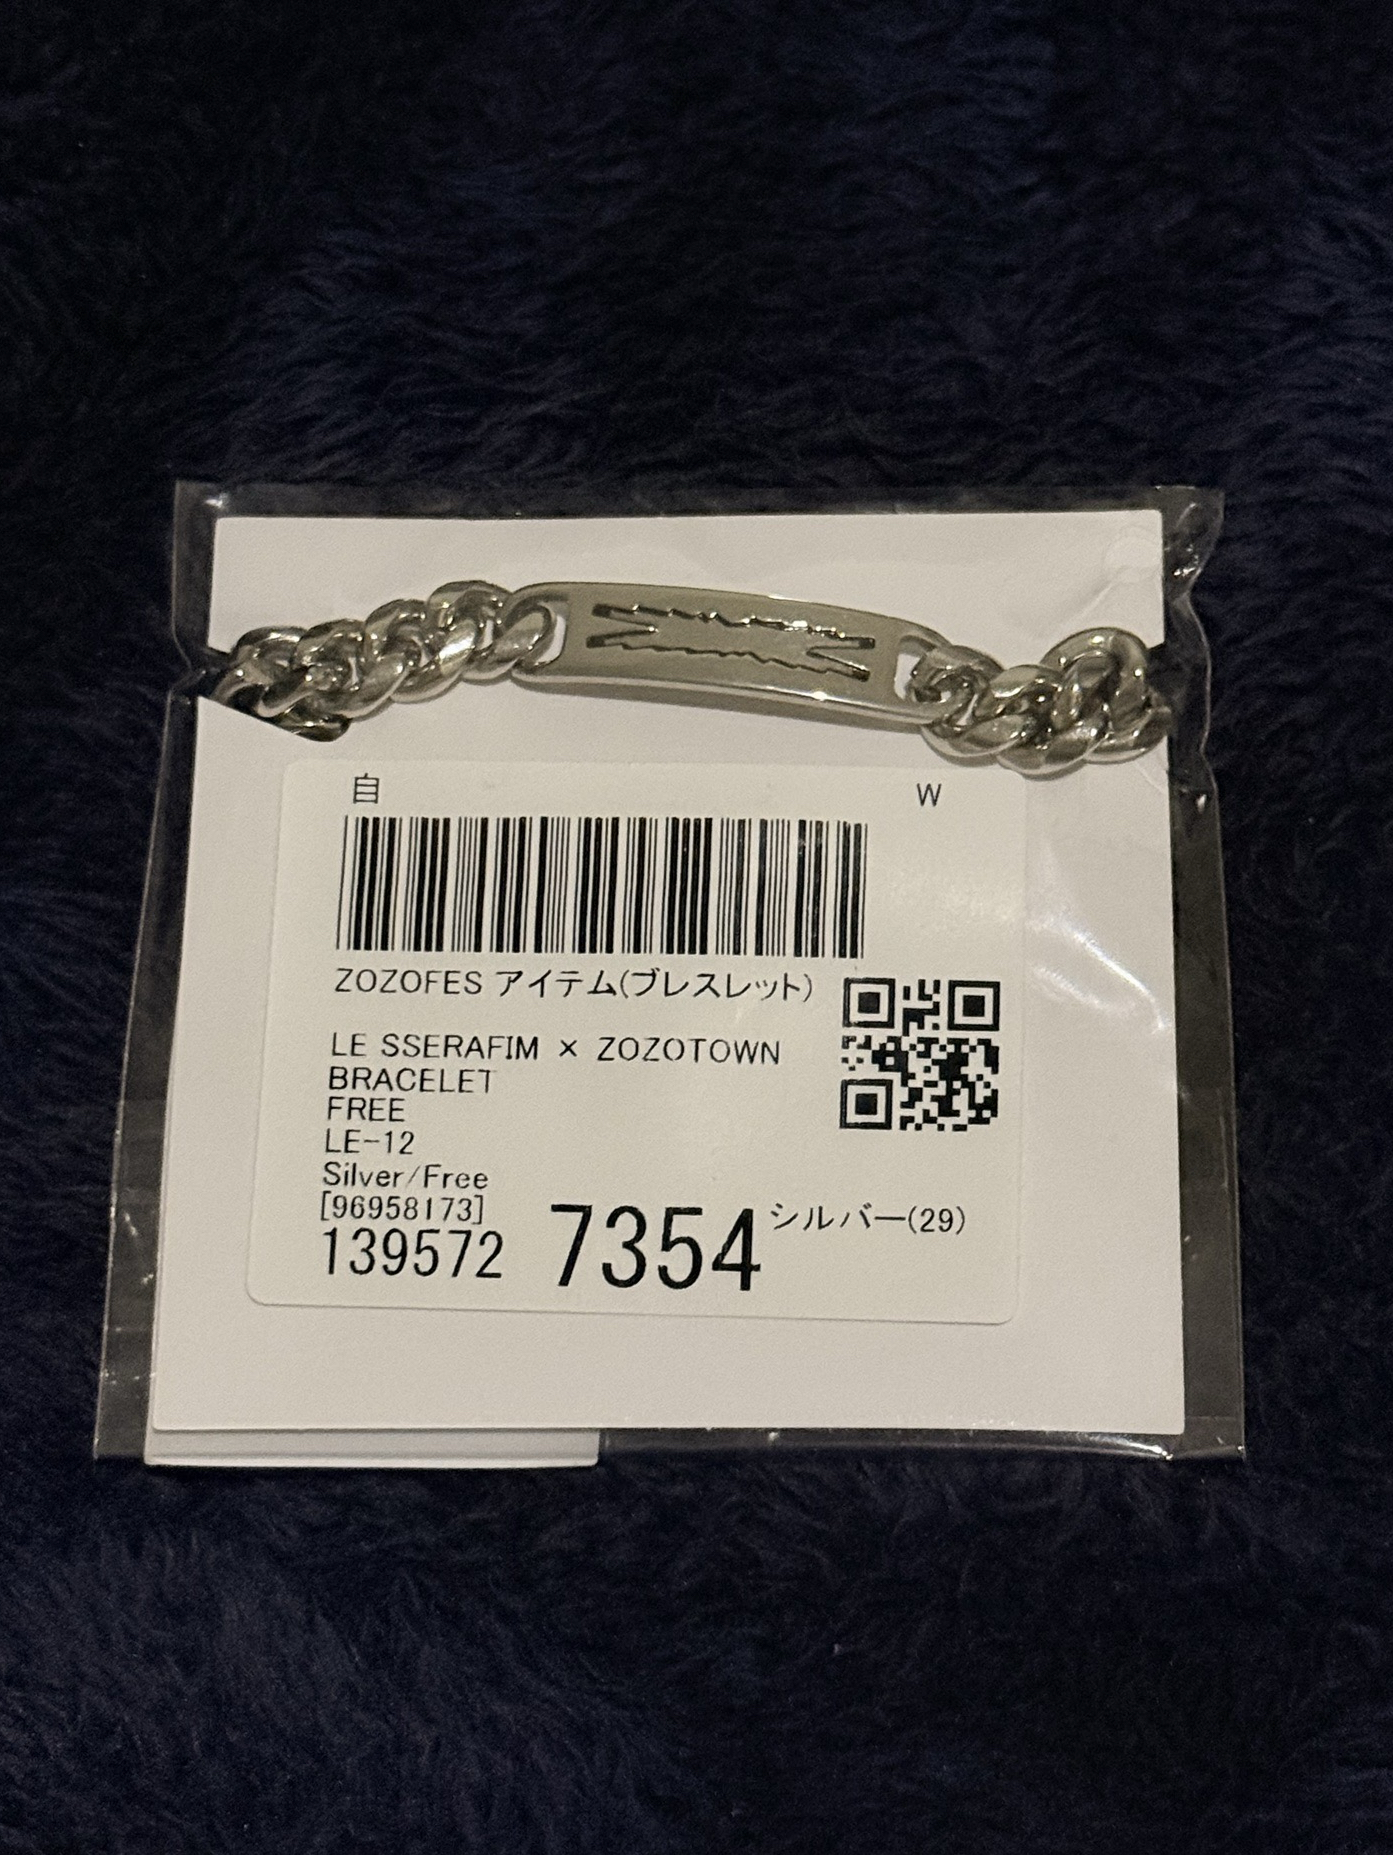 自 W
ZOZOFES アイテム(ブレスレット)
LE SSERAFIM × ZOZOTOWN
BRACELET
FREE
LE-12
Silver/Free
[96958173]
139572 7354 シルバー(29)